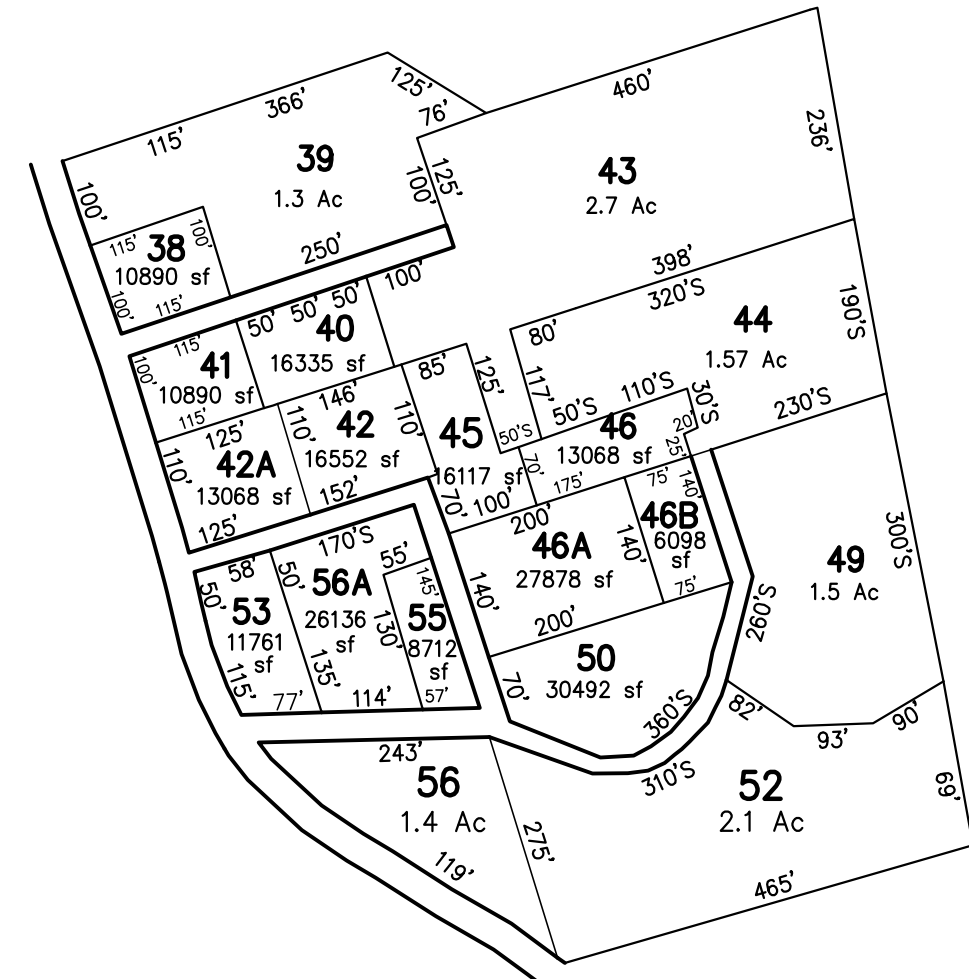 125'
460'
366'
76'
115'
236'
39
1.3 Ac
43
2.7 Ac
125'
100'
100'
115'
38
100'
10890 sf
250'
100'
115'
398'
320'S
100'
50'
50'
50'
190'S
44
1.57 Ac
80'
40
16335 sf
115'
100'
41
10890 sf
115'
85'
125'
117'
110'S
30'S
50'S
230'S
146'
110'
42
16552 sf
110'
125'
110'
42A
13068 sf
125'
152'
45
16117 sf
50'S
70'
46
13068 sf
20'
25'
175'
75'
140'
70'
100'
200'
46A
27878 sf
140'
46B
6098
sf
75'
140'
200'
300'S
49
1.5 Ac
260'S
170'S
58'
50'
50'
56A
26136
sf
55'
145'
130'
55
8712
sf
57'
53
11761
sf
115'
77'
135'
114'
50
30492 sf
70'
360'S
82'
93'
90'
310'S
243'
56
1.4 Ac
52
2.1 Ac
69'
275'
119'
465'